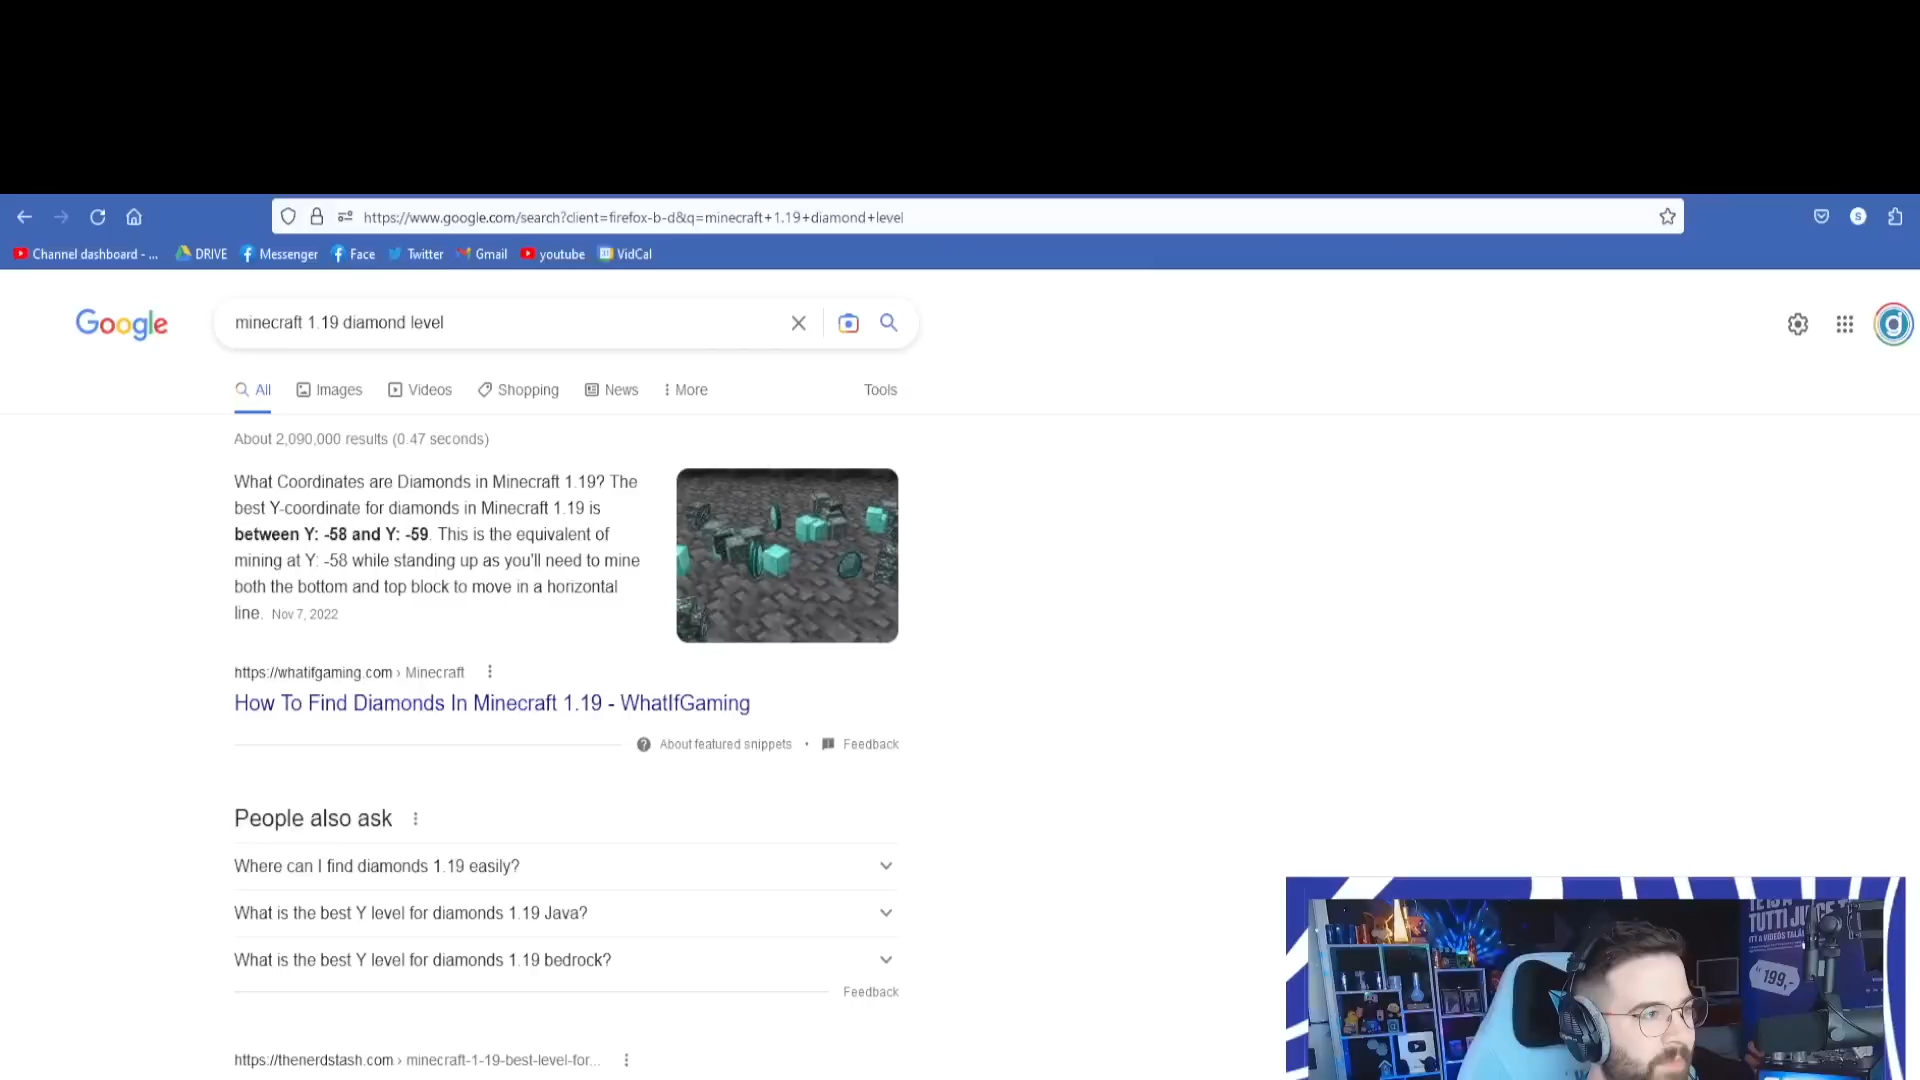 https://www.google.com/search?client=firefox-b-d&q=minecraft+1.19+diamond+level
S
Channel dashboard - ...
DRIVE
Messenger
Face
Twitter
Gmail
youtube
VidCal
Google
minecraft 1.19 diamond level
All
Images
Videos
Shopping
News
More
Tools
About 2,090,000 results (0.47 seconds)
What Coordinates are Diamonds in Minecraft 1.19? The
best Y-coordinate for diamonds in Minecraft 1.19 is
between Y: -58 and Y: -59. This is the equivalent of
mining at Y: -58 while standing up as you'll need to mine
both the bottom and top block to move in a horizontal
line. Nov 7, 2022
https://whatifgaming.com › Minecraft
How To Find Diamonds In Minecraft 1.19 - WhatIfGaming
About featured snippets • Feedback
People also ask
Where can I find diamonds 1.19 easily?
What is the best Y level for diamonds 1.19 Java?
What is the best Y level for diamonds 1.19 bedrock?
Feedback
https://thenerdstash.com › minecraft-1-19-best-level-for...
TUTTI
199,-